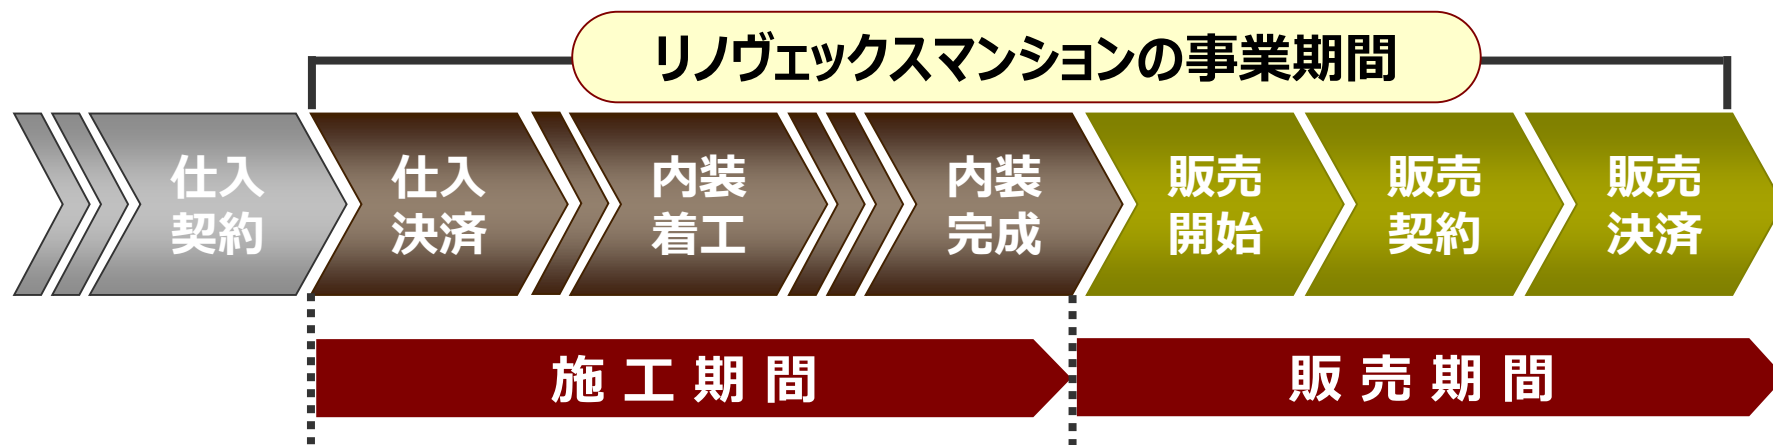 リノヴェックスマンションの事業期間
仕入
契約
仕入
決済
内装
着工
内装
完成
販売
開始
販売
契約
販売
決済
施工期間
販売期間